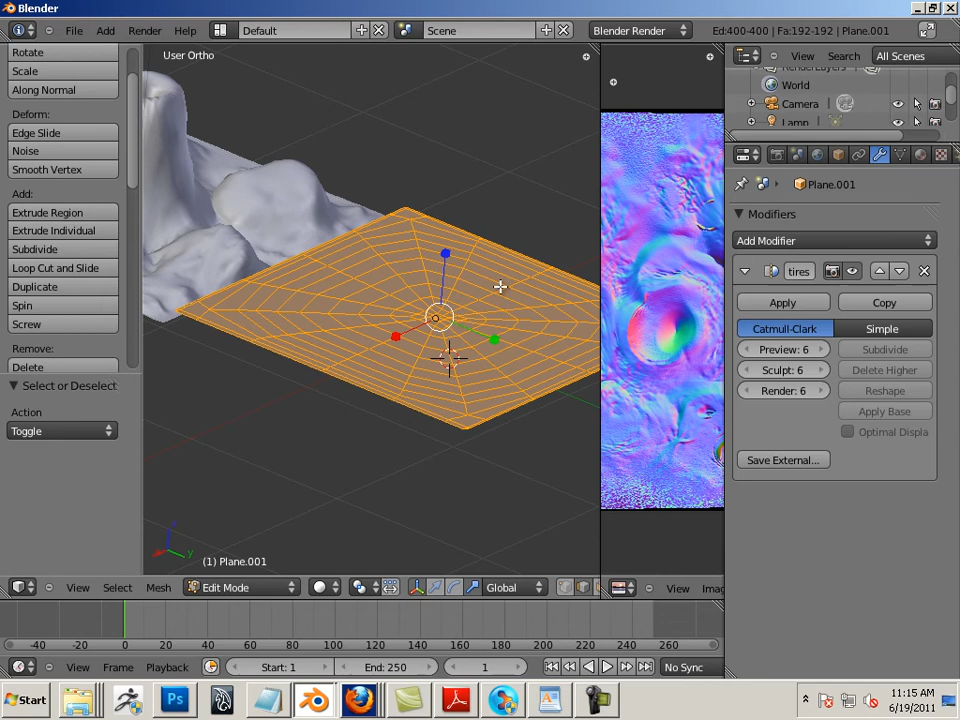 Blender
File Add Render Help Default Scene Blender Render Ed:400-400 | Fa:192-192 | Plane.001
Rotate
Scale
Along Normal
Deform:
Edge Slide
Noise
Smooth Vertex
Add:
Extrude Region
Extrude Individual
Subdivide
Loop Cut and Slide
Duplicate
Spin
Screw
Remove:
Delete
Select or Deselect
Action
Toggle
User Ortho
(1) Plane.001
View Select Mesh Edit Mode Global
View Imag
View Search All Scenes
RenderLayers
World
Camera
Lamp
Plane.001
Modifiers
Add Modifier
tires
Apply Copy
Catmull-Clark Simple
Preview: 6 Subdivide
Sculpt: 6 Delete Higher
Render: 6 Reshape
Apply Base
Optimal Displa
Save External...
-40 -20 0 20 40 60 80 100 120 140 160 180 200 220 240 260
View Frame Playback Start: 1 End: 250 1 No Sync
Start
11:15 AM
6/19/2011